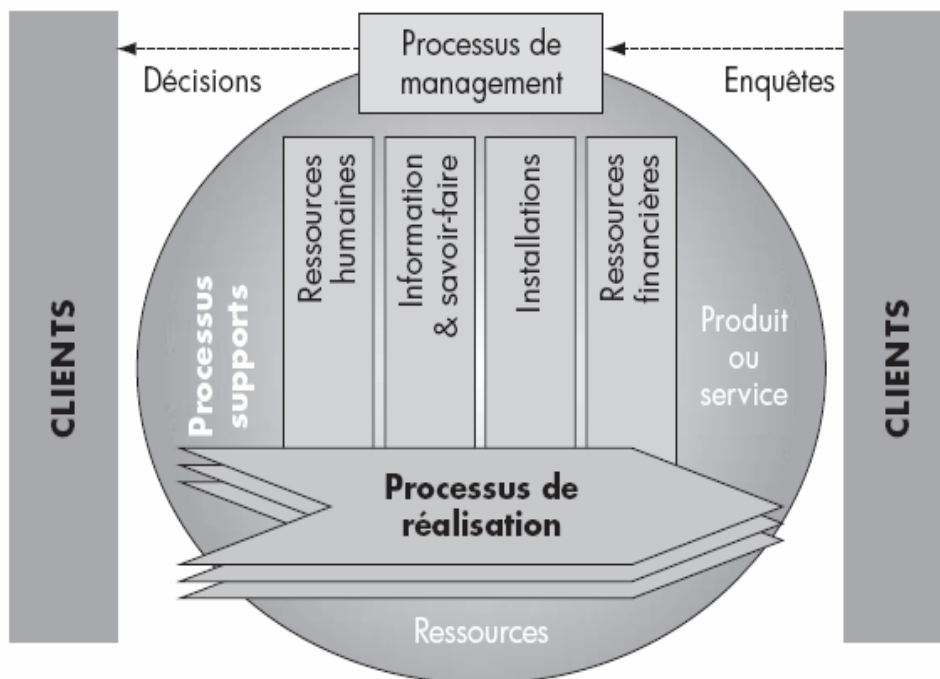 Processus de
management
Décisions
Enquêtes
CLIENTS
Processus
supports
Ressources
humaines
Information
& savoir-faire
Installations
Ressources
financières
Produit
ou
service
CLIENTS
Processus de
réalisation
Ressources